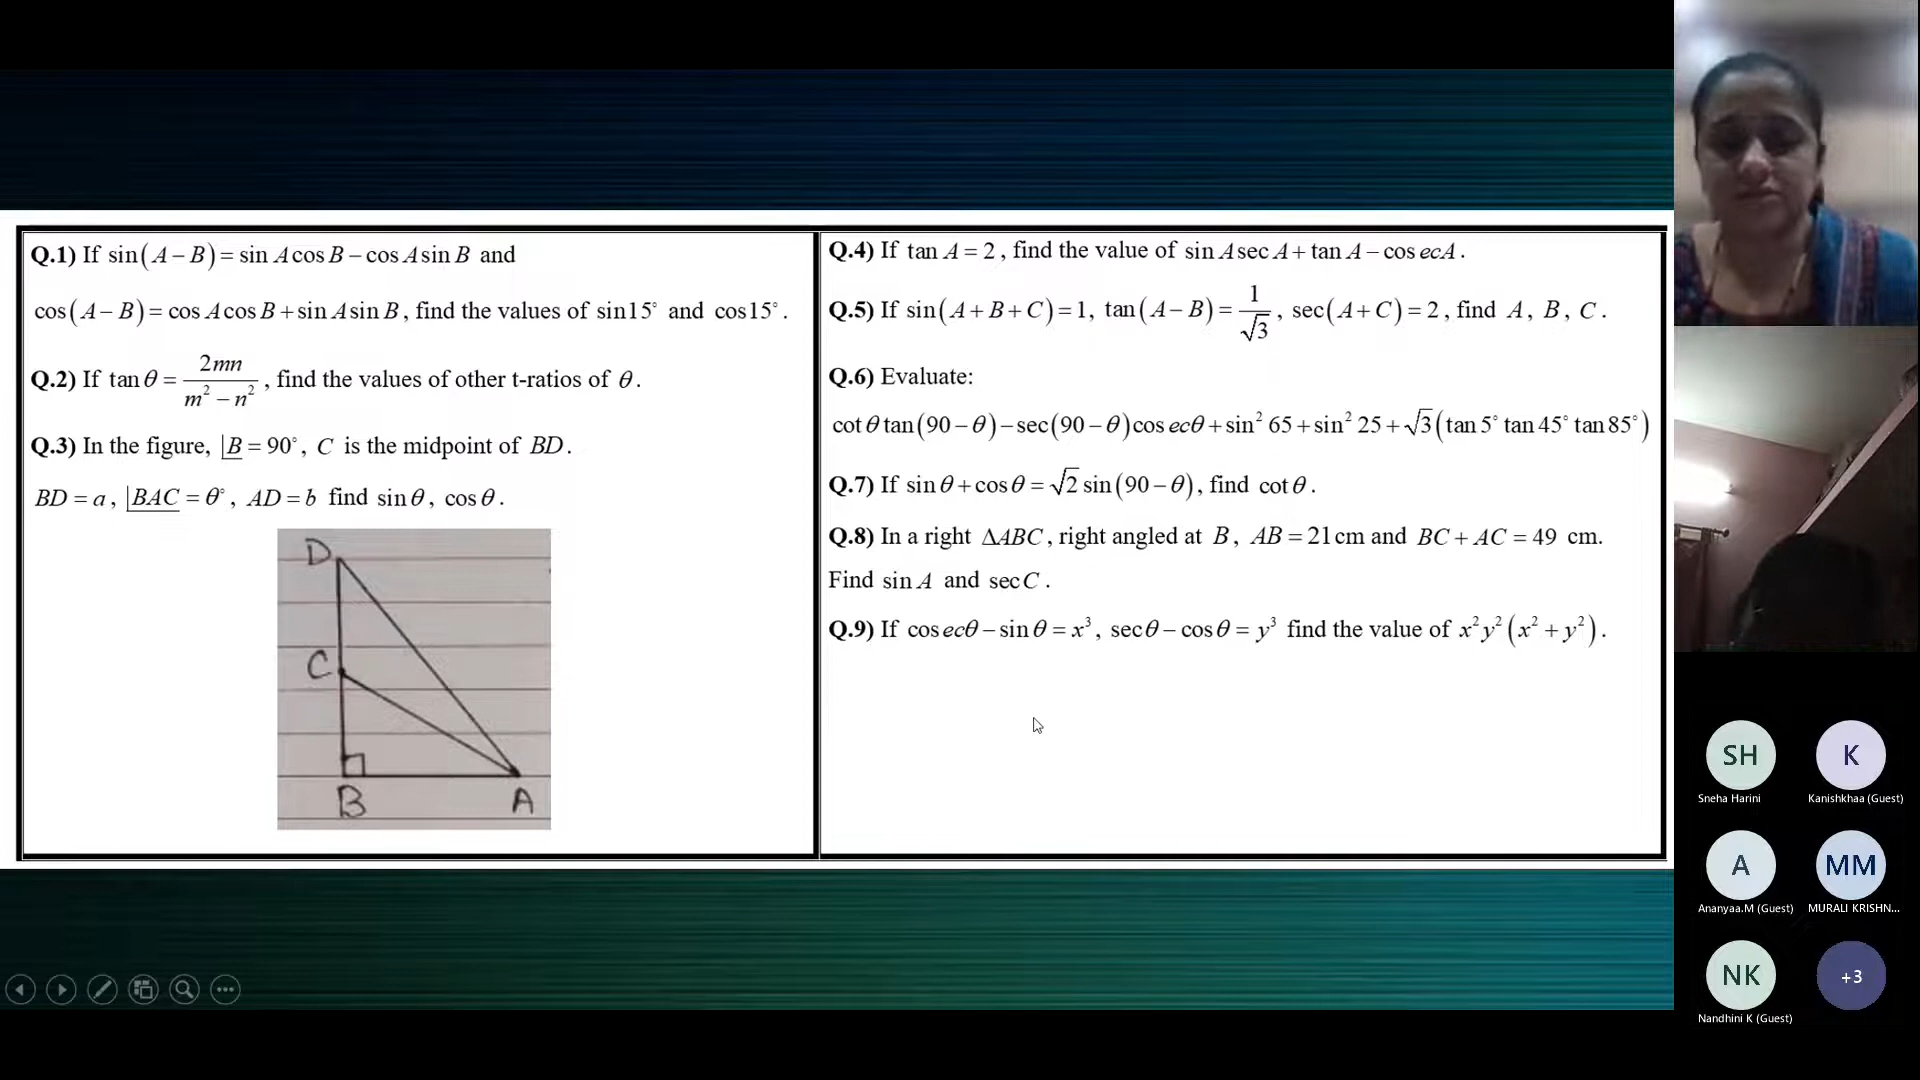 Q.1) If sin(A − B) = sin A cos B − cos A sin B and
cos(A − B) = cos A cos B + sin A sin B, find the values of sin15° and cos15°.
Q.2) If tan θ = 2mn / m² − n², find the values of other t-ratios of θ.
Q.3) In the figure, ∠B = 90°, C is the midpoint of BD.
BD = a, ∠BAC = θ°, AD = b find sin θ, cos θ.
D
C
B A
Q.4) If tan A = 2, find the value of sin A sec A + tan A − cos ecA.
Q.5) If sin(A + B + C) = 1, tan(A − B) = 1/√3, sec(A + C) = 2, find A, B, C.
Q.6) Evaluate:
cot θ tan(90 − θ) − sec(90 − θ) cos ecθ + sin² 65 + sin² 25 + √3(tan 5° tan 45° tan 85°)
Q.7) If sin θ + cos θ = √2 sin(90 − θ), find cot θ.
Q.8) In a right ΔABC, right angled at B, AB = 21cm and BC + AC = 49 cm.
Find sin A and sec C.
Q.9) If cos ecθ − sin θ = x³, sec θ − cos θ = y³ find the value of x²y²(x² + y²).
SH K
Sneha Harini Kanishkhaa (Guest)
A MM
Ananyaa.M (Guest) MURALI KRISHN...
NK +3
Nandhini K (Guest)